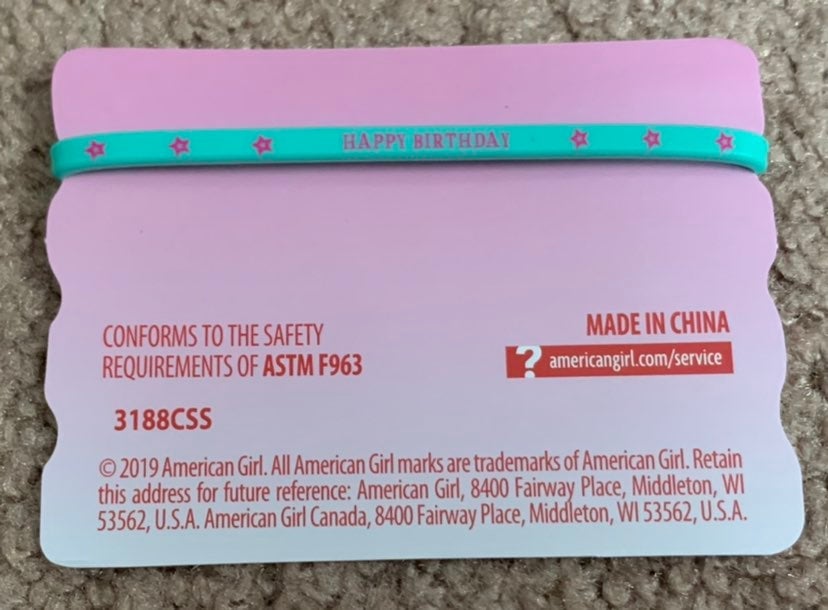 HAPPY BIRTHDAY
CONFORMS TO THE SAFETY
REQUIREMENTS OF ASTM F963
MADE IN CHINA
? americangirl.com/service
3188CSS
© 2019 American Girl. All American Girl marks are trademarks of American Girl. Retain
this address for future reference: American Girl, 8400 Fairway Place, Middleton, WI
53562, U.S.A. American Girl Canada, 8400 Fairway Place, Middleton, WI 53562, U.S.A.